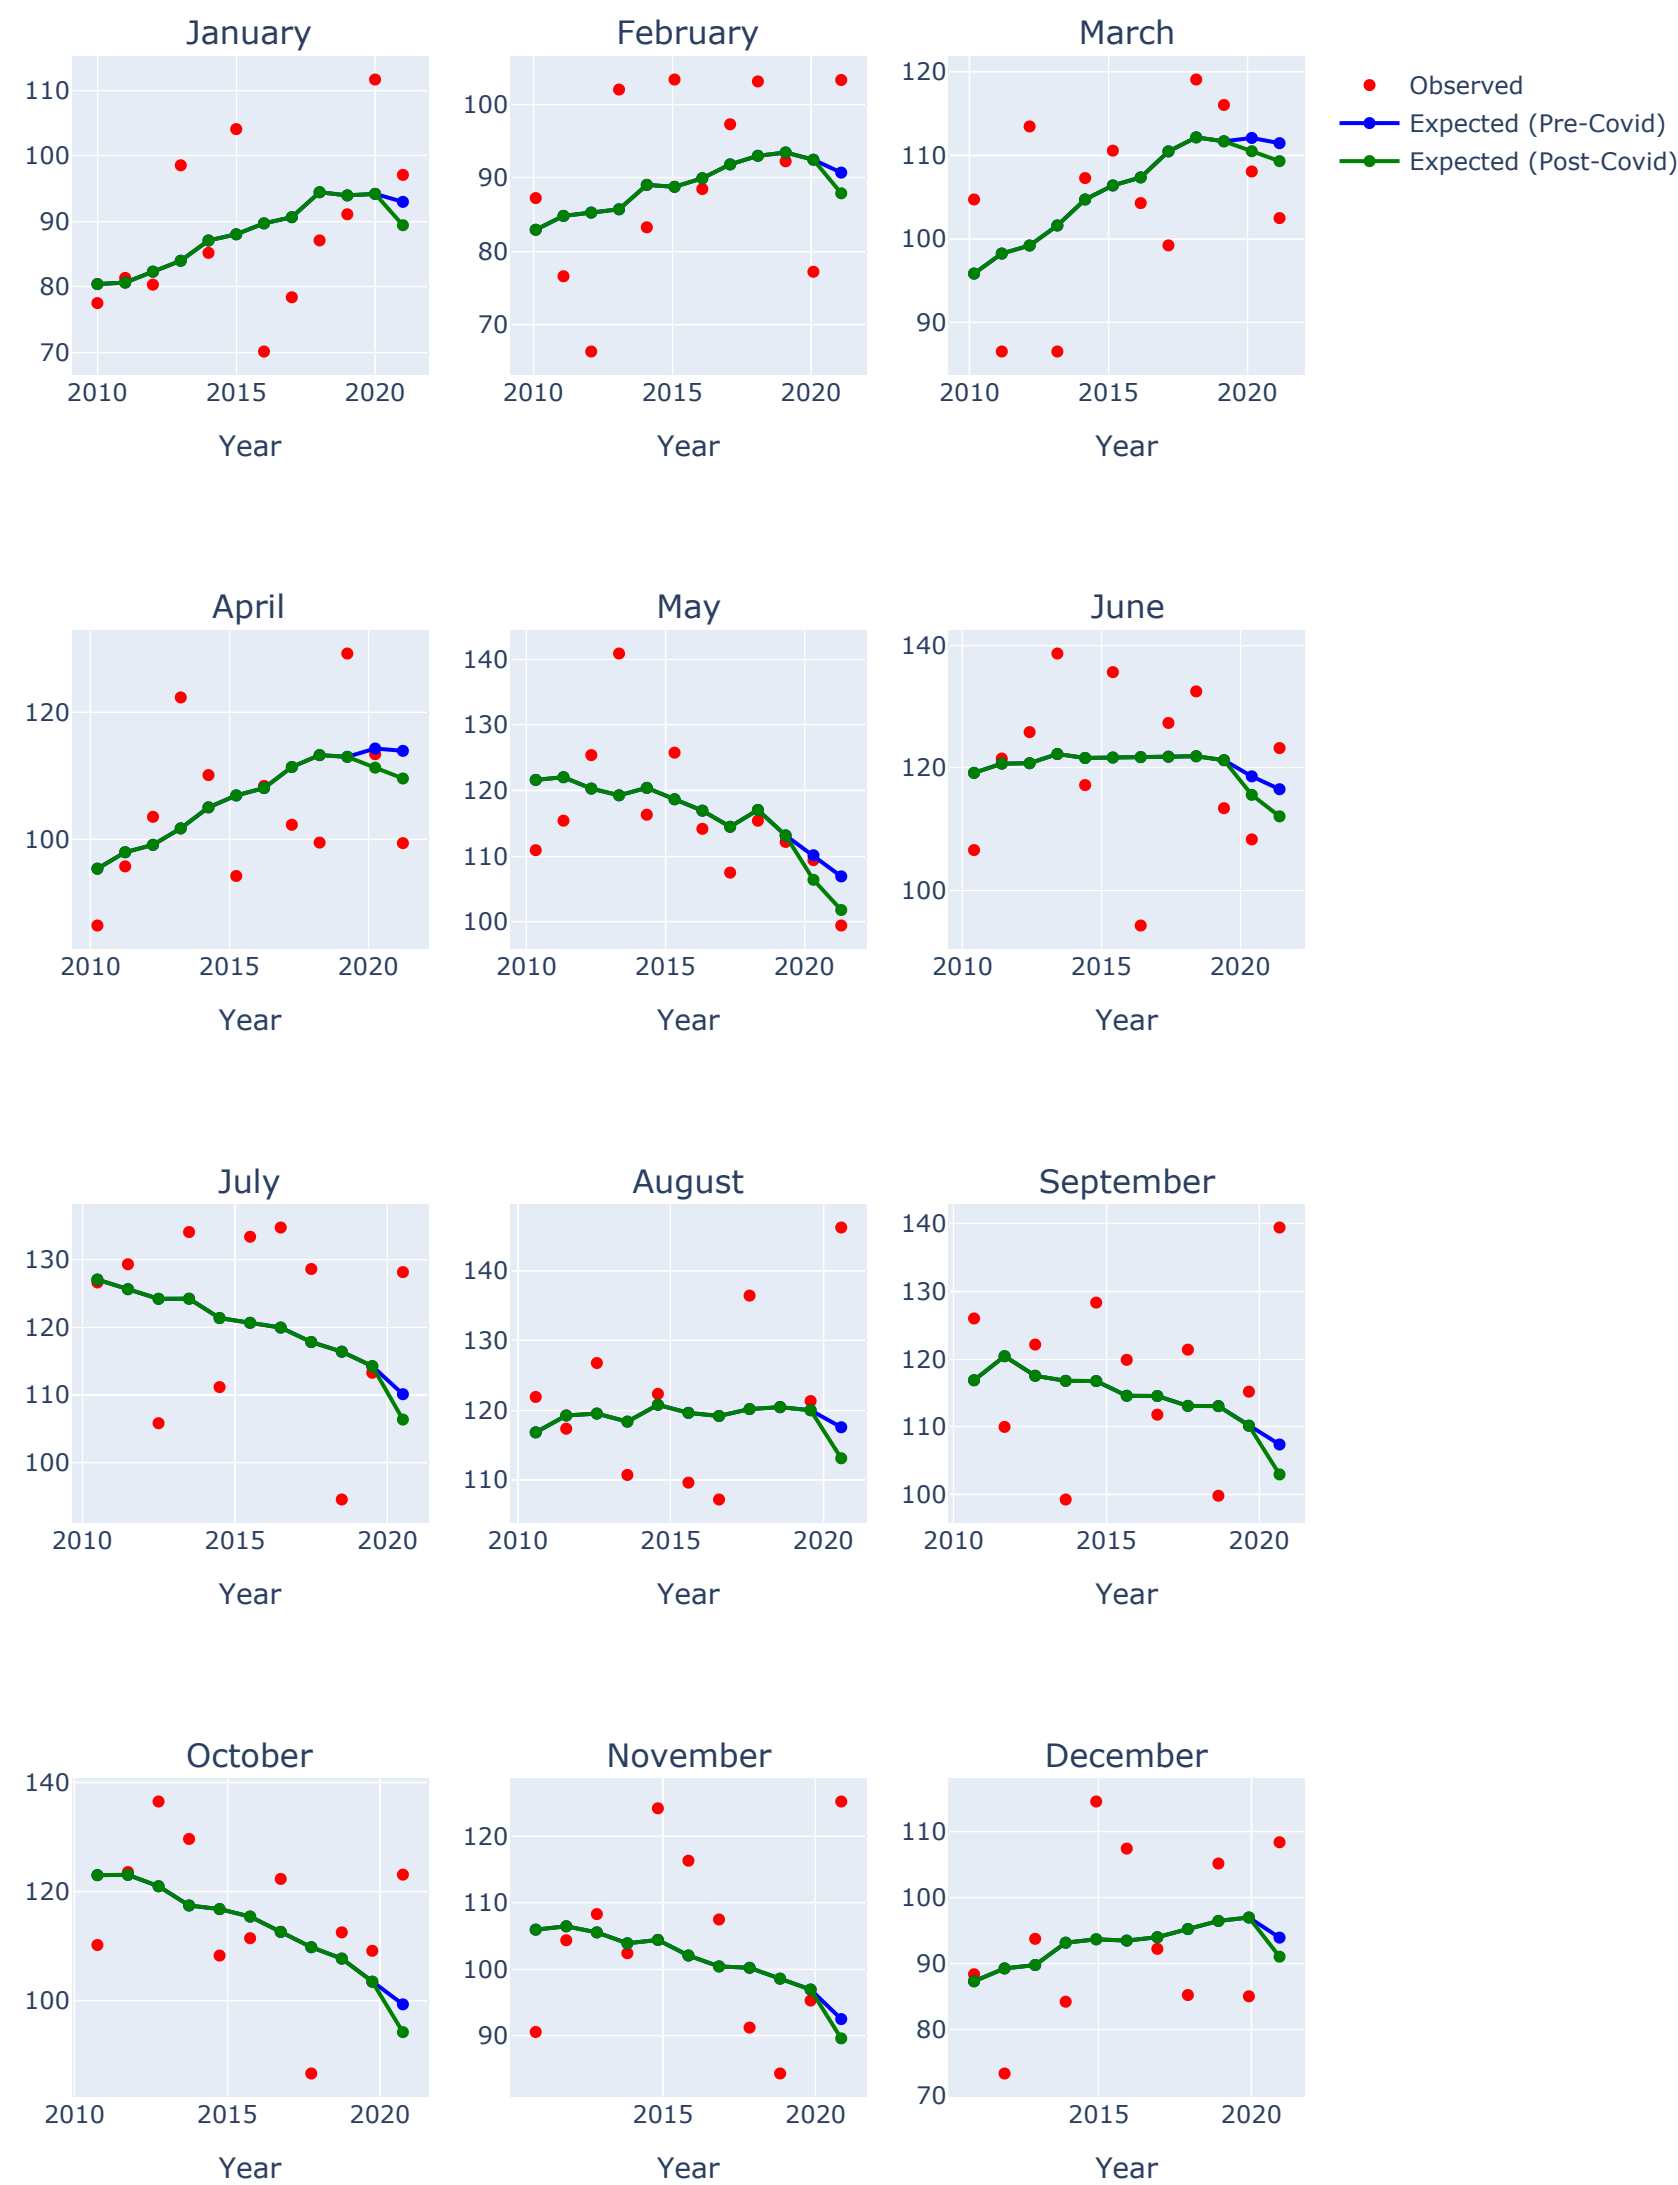 January February March
110
100
90
80
70
2010 2015 2020
Year
100
90
80
70
2010 2015 2020
Year
120
110
100
90
2010 2015 2020
Year
Observed
Expected (Pre-Covid)
Expected (Post-Covid)
April May June
120
100
2010 2015 2020
Year
140
130
120
110
100
2010 2015 2020
Year
140
120
100
2010 2015 2020
Year
July August September
130
120
110
100
2010 2015 2020
Year
140
130
120
110
2010 2015 2020
Year
140
130
120
110
100
2010 2015 2020
Year
October November December
140
120
100
2010 2015 2020
Year
120
110
100
90
2015 2020
Year
110
100
90
80
70
2015 2020
Year